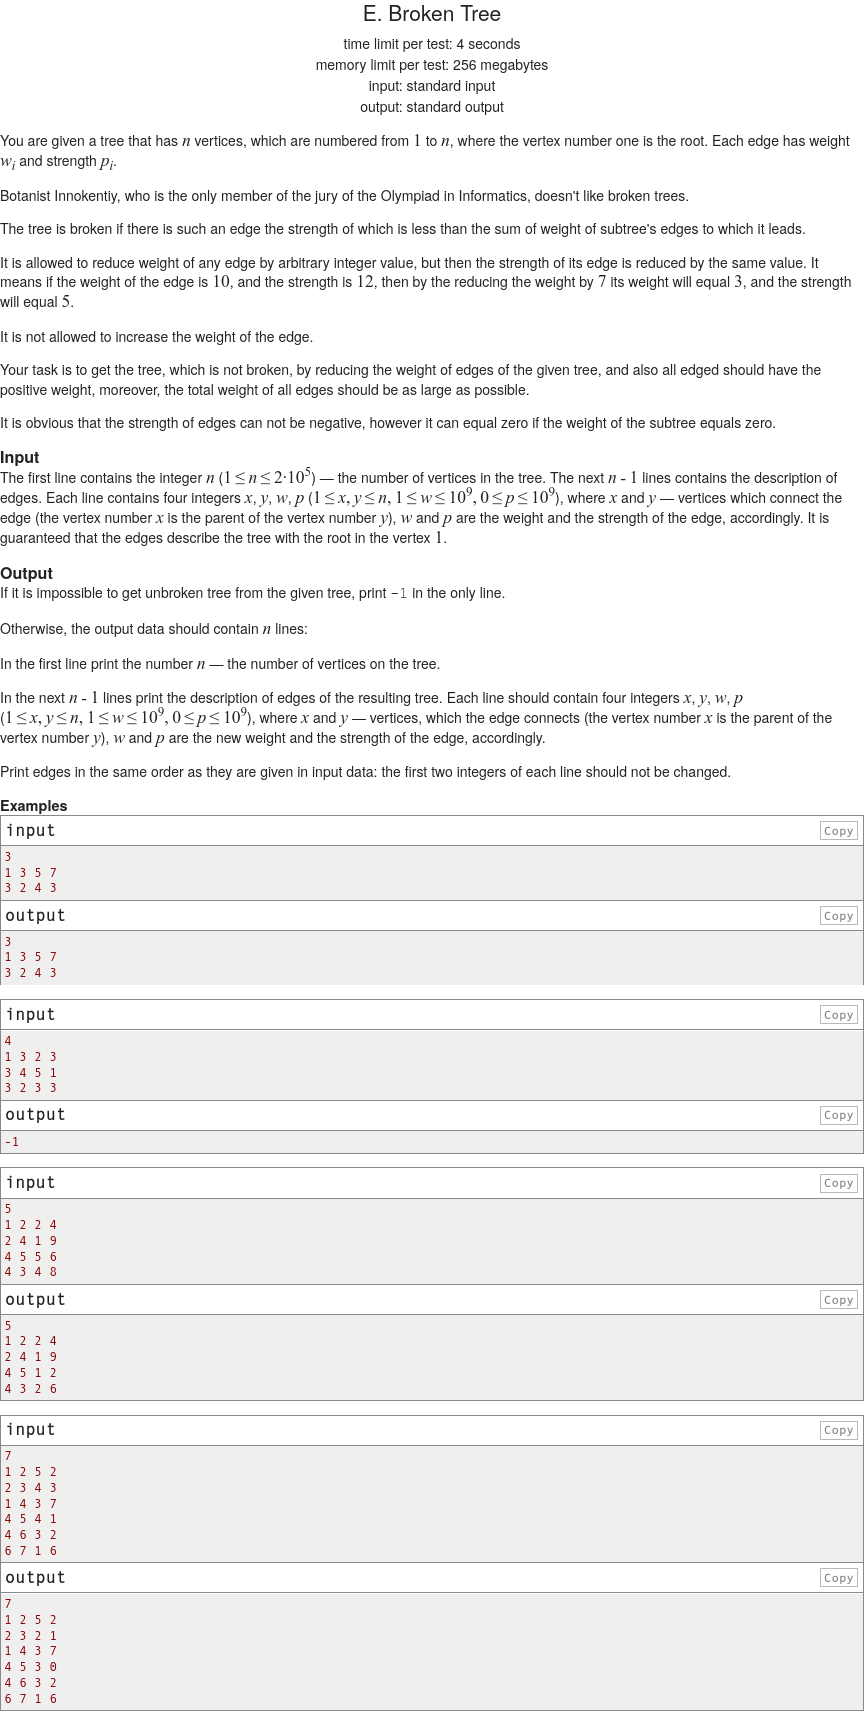 E. Broken Tree
time limit per test: 4 seconds
memory limit per test: 256 megabytes
input: standard input
output: standard output
You are given a tree that has n vertices, which are numbered from 1 to n, where the vertex number one is the root. Each edge has weight
w_i and strength p_i.
Botanist Innokentiy, who is the only member of the jury of the Olympiad in Informatics, doesn't like broken trees.
The tree is broken if there is such an edge the strength of which is less than the sum of weight of subtree's edges to which it leads.
It is allowed to reduce weight of any edge by arbitrary integer value, but then the strength of its edge is reduced by the same value. It
means if the weight of the edge is 10, and the strength is 12, then by the reducing the weight by 7 its weight will equal 3, and the strength
will equal 5.
It is not allowed to increase the weight of the edge.
Your task is to get the tree, which is not broken, by reducing the weight of edges of the given tree, and also all edged should have the
positive weight, moreover, the total weight of all edges should be as large as possible.
It is obvious that the strength of edges can not be negative, however it can equal zero if the weight of the subtree equals zero.
Input
The first line contains the integer n (1 ≤ n ≤ 2·10^5) — the number of vertices in the tree. The next n - 1 lines contains the description of
edges. Each line contains four integers x, y, w, p (1 ≤ x, y ≤ n, 1 ≤ w ≤ 10^9, 0 ≤ p ≤ 10^9), where x and y — vertices which connect the
edge (the vertex number x is the parent of the vertex number y), w and p are the weight and the strength of the edge, accordingly. It is
guaranteed that the edges describe the tree with the root in the vertex 1.
Output
If it is impossible to get unbroken tree from the given tree, print -1 in the only line.
Otherwise, the output data should contain n lines:
In the first line print the number n — the number of vertices on the tree.
In the next n - 1 lines print the description of edges of the resulting tree. Each line should contain four integers x, y, w, p
(1 ≤ x, y ≤ n, 1 ≤ w ≤ 10^9, 0 ≤ p ≤ 10^9), where x and y — vertices, which the edge connects (the vertex number x is the parent of the
vertex number y), w and p are the new weight and the strength of the edge, accordingly.
Print edges in the same order as they are given in input data: the first two integers of each line should not be changed.
Examples
input Copy
3
1 3 5 7
3 2 4 3
output Copy
3
1 3 5 7
3 2 4 3
input Copy
4
1 3 2 3
3 4 5 1
3 2 3 3
output Copy
-1
input Copy
5
1 2 2 4
2 4 1 9
4 5 5 6
4 3 4 8
output Copy
5
1 2 2 4
2 4 1 9
4 5 1 2
4 3 2 6
input Copy
7
1 2 5 2
2 3 4 3
1 4 3 7
4 5 4 1
4 6 3 2
6 7 1 6
output Copy
7
1 2 5 2
2 3 2 1
1 4 3 7
4 5 3 0
4 6 3 2
6 7 1 6